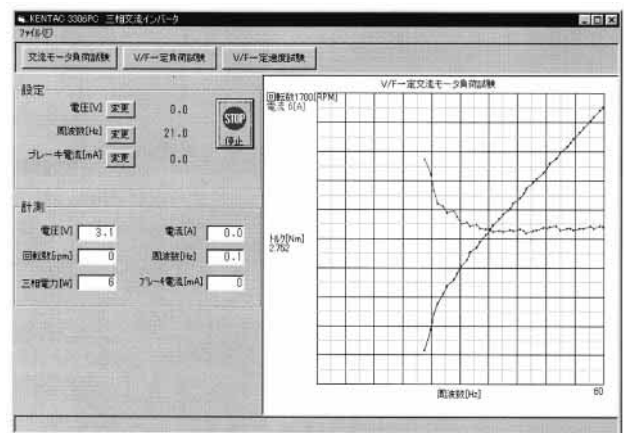 KENTAC-3306PC 三相交流インバータ
ファイル(F)
交流モータ負荷試験 V/F一定負荷試験 V/F一定速度試験
設定
電圧[V] 変更 0.0
周波数[Hz] 変更 21.0
ブレーキ電流[mA] 変更 0.0
STOP
停止
計測
電圧[V] 3.1 電流[A] 0.0
回転数[rpm] 0 周波数[Hz] 0.1
三相電力[W] 6 ブレーキ電流[mA] 0
V/F一定交流モータ負荷試験
回転数1700[RPM]
電流 6[A]
トルク[Nm]
2.752
周波数[Hz] 60